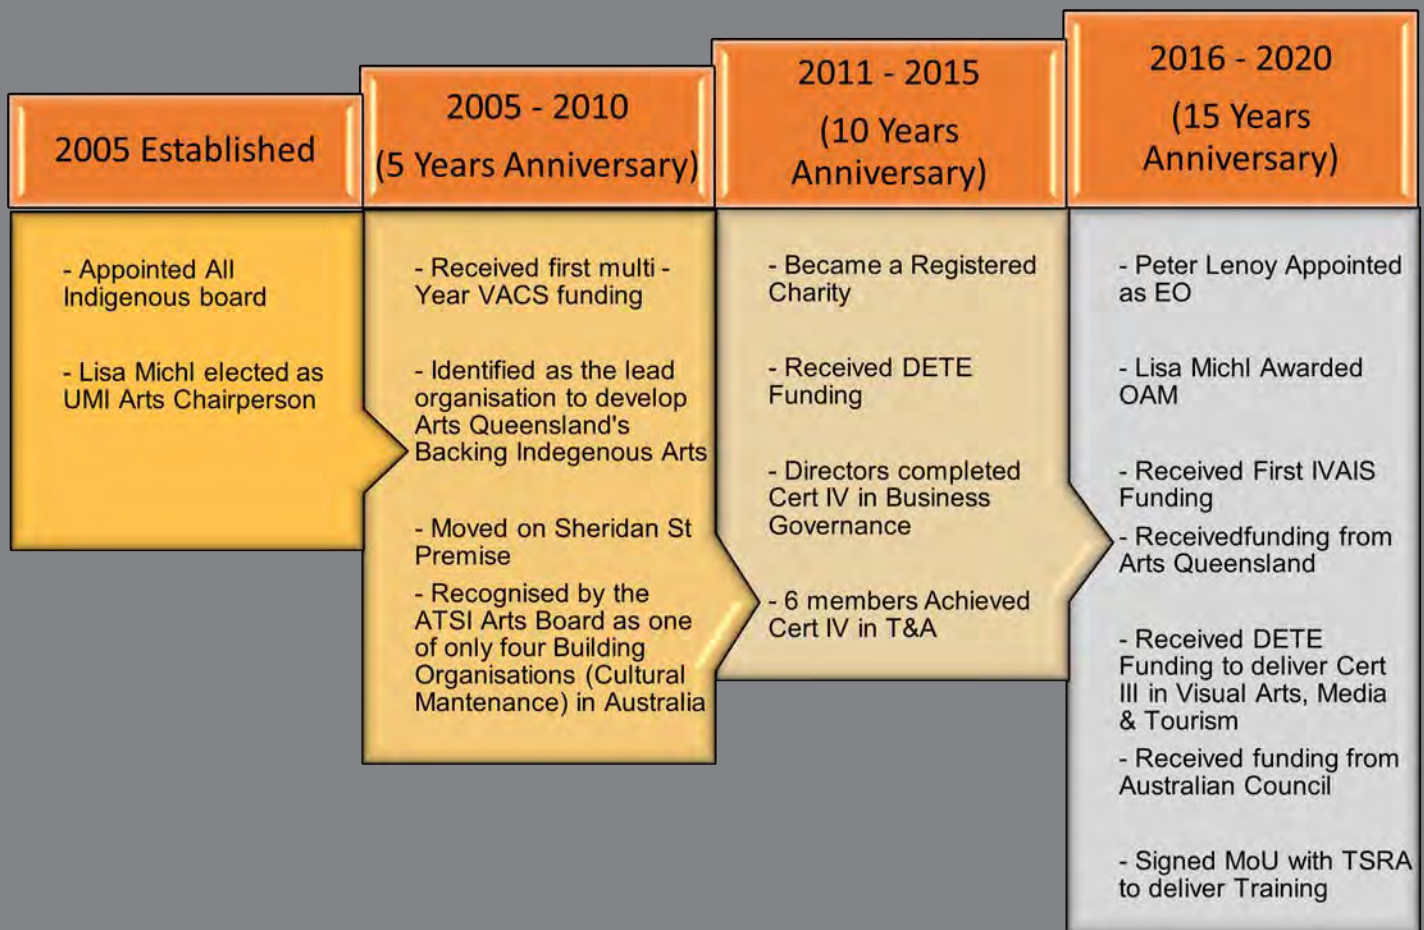 2005 Established
- Appointed All
Indigenous board
- Lisa Michl elected as
UMI Arts Chairperson
2005 - 2010
(5 Years Anniversary)
- Received first multi -
Year VACS funding
- Identified as the lead
organisation to develop
Arts Queensland's
Backing Indegenous Arts
- Moved on Sheridan St
Premise
- Recognised by the
ATSI Arts Board as one
of only four Building
Organisations (Cultural
Mantenance) in Australia
2011 - 2015
(10 Years
Anniversary)
- Became a Registered
Charity
- Received DETE
Funding
- Directors completed
Cert IV in Business
Governance
- 6 members Achieved
Cert IV in T&A
2016 - 2020
(15 Years
Anniversary)
- Peter Lenoy Appointed
as EO
- Lisa Michl Awarded
OAM
- Received First IVAIS
Funding
- Receivedfunding from
Arts Queensland
- Received DETE
Funding to deliver Cert
III in Visual Arts, Media
& Tourism
- Received funding from
Australian Council
- Signed MoU with TSRA
to deliver Training